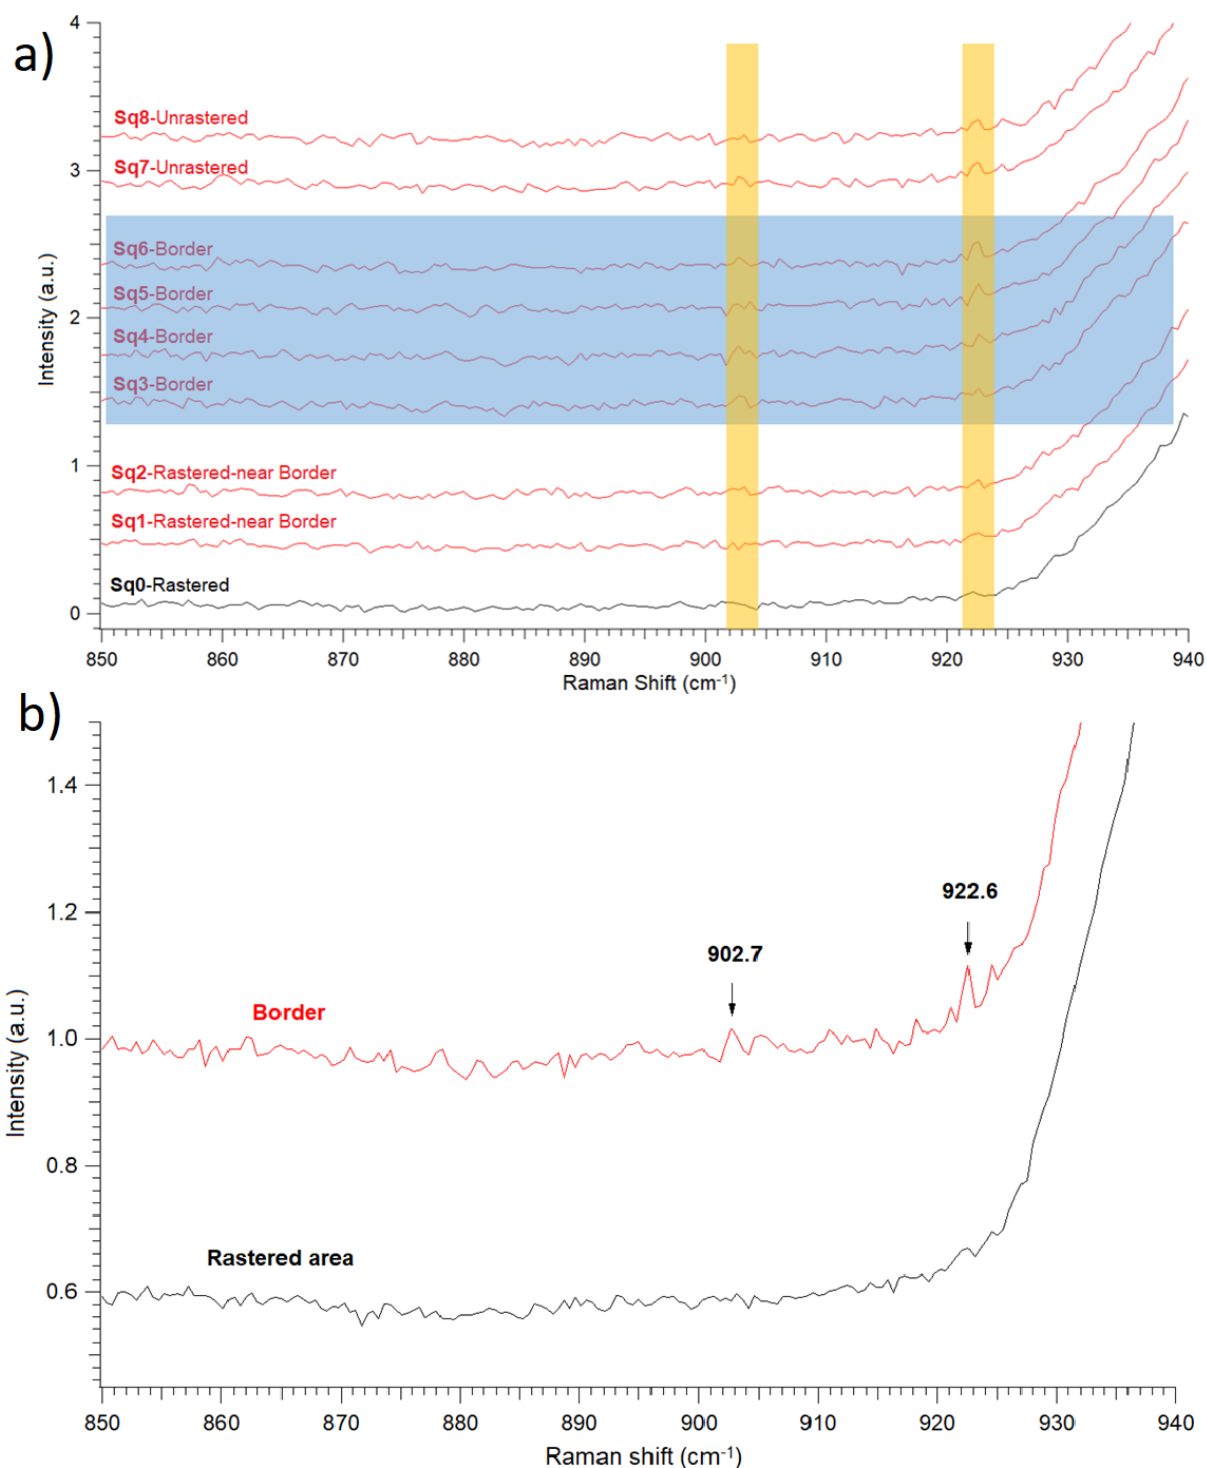 a)
4
3
2
1
0
Intensity (a.u.)
Sq8-Unrastered
Sq7-Unrastered
Sq6-Border
Sq5-Border
Sq4-Border
Sq3-Border
Sq2-Rastered-near Border
Sq1-Rastered-near Border
Sq0-Rastered
850 860 870 880 890 900 910 920 930 940
Raman Shift (cm⁻¹)
b)
1.4
1.2
1.0
0.8
0.6
Intensity (a.u.)
922.6
902.7
Border
Rastered area
850 860 870 880 890 900 910 920 930 940
Raman shift (cm⁻¹)